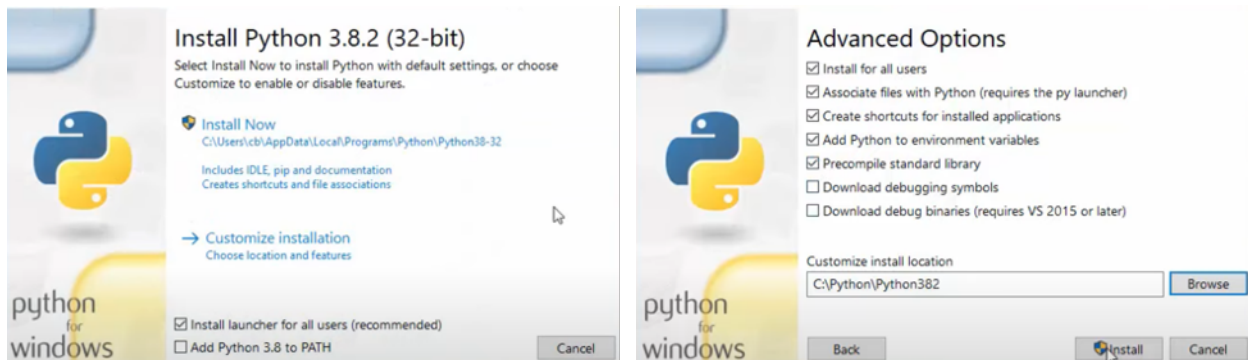 Install Python 3.8.2 (32-bit)
Select Install Now to install Python with default settings, or choose
Customize to enable or disable features.
Install Now
C:\Users\cb\AppData\Local\Programs\Python\Python38-32
Includes IDLE, pip and documentation
Creates shortcuts and file associations
Customize installation
Choose location and features
Install launcher for all users (recommended)
Add Python 3.8 to PATH
Cancel
python
for
windows
Advanced Options
Install for all users
Associate files with Python (requires the py launcher)
Create shortcuts for installed applications
Add Python to environment variables
Precompile standard library
Download debugging symbols
Download debug binaries (requires VS 2015 or later)
Customize install location
C:\Python\Python382
Browse
Back
Install
Cancel
python
for
windows